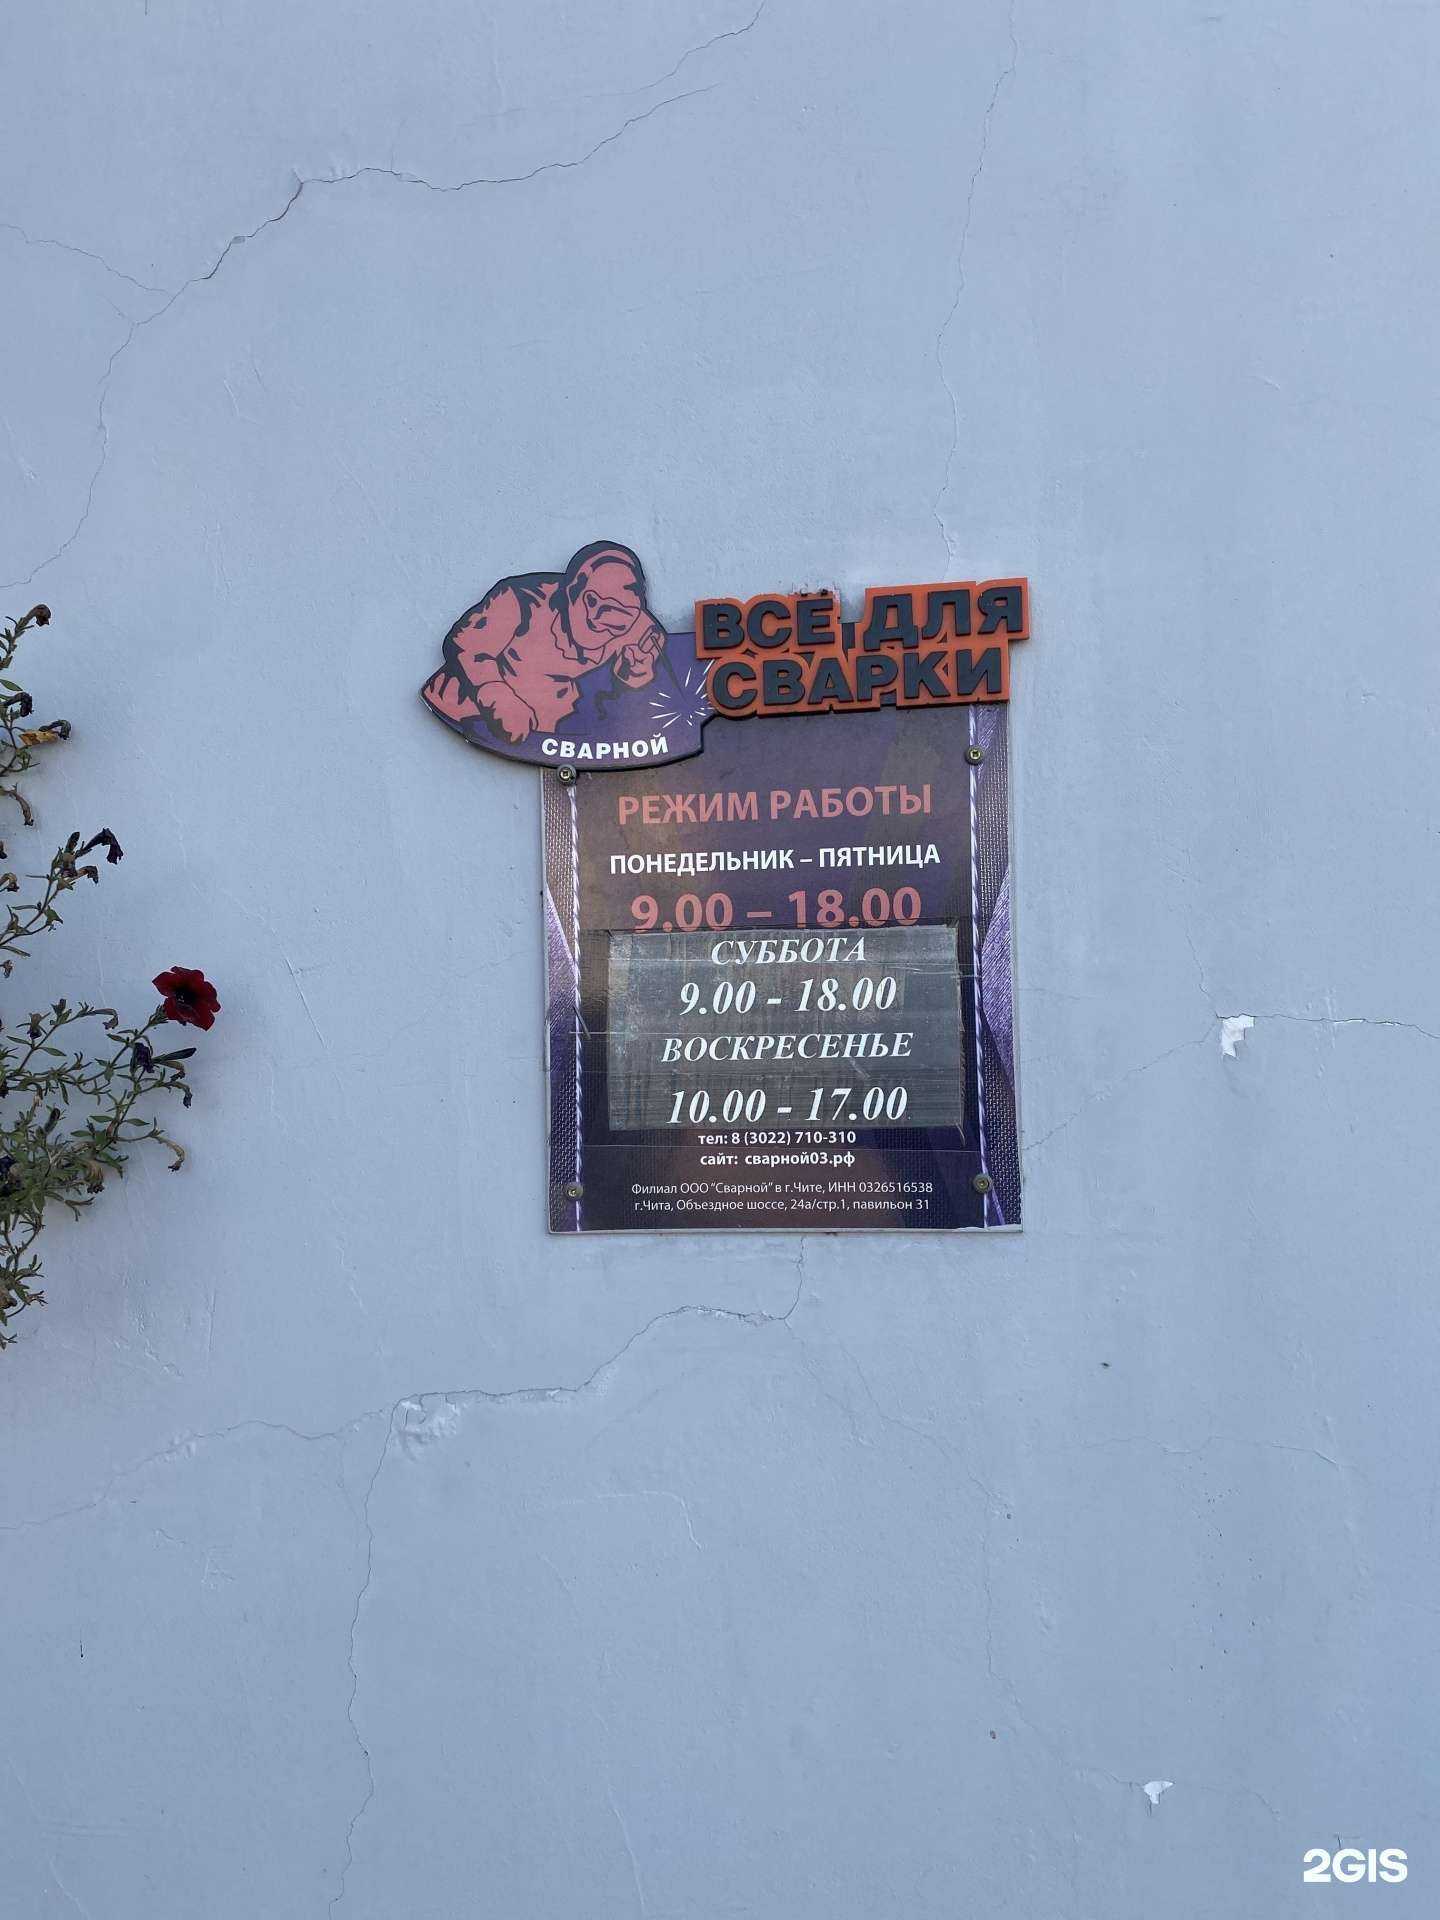 ВСЁ ДЛЯ
СВАРКИ
СВАРНОЙ
РЕЖИМ РАБОТЫ
ПОНЕДЕЛЬНИК – ПЯТНИЦА
9.00 – 18.00
СУББОТА
9.00 - 18.00
ВОСКРЕСЕНЬЕ
10.00 - 17.00
тел: 8 (3022) 710-310
сайт: сварной03.рф
Филиал ООО "Сварной" в г.Чите, ИНН 0326516538
г.Чита, Объездное шоссе, 24а/стр.1, павильон 31
2GIS